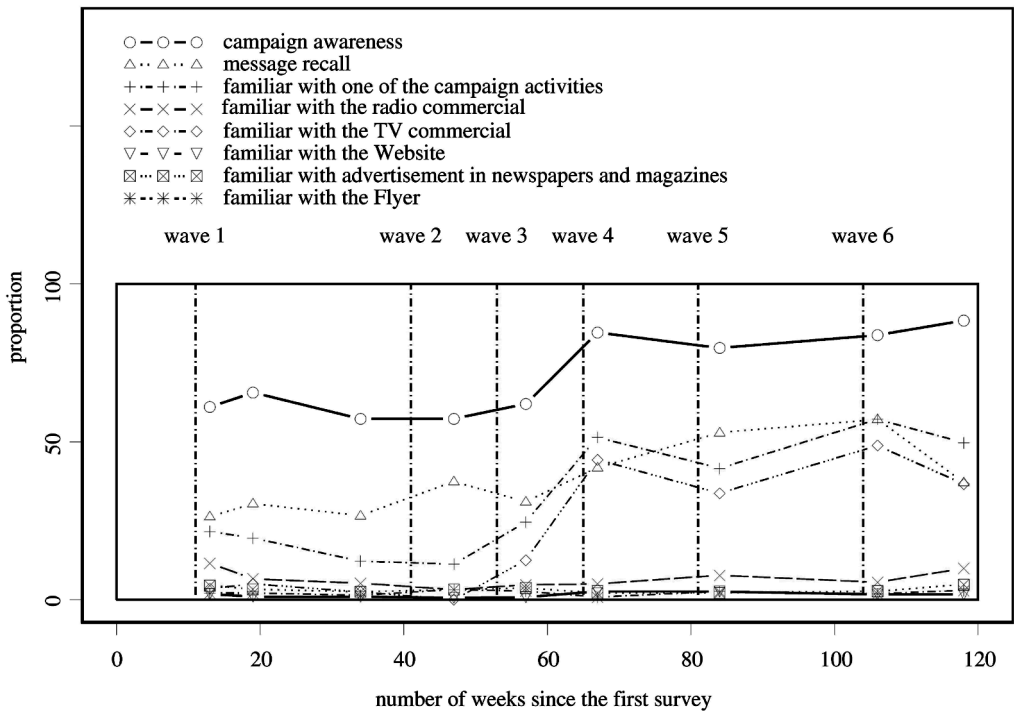 campaign awareness
message recall
familiar with one of the campaign activities
familiar with the radio commercial
familiar with the TV commercial
familiar with the Website
familiar with advertisement in newspapers and magazines
familiar with the Flyer
wave 1 wave 2 wave 3 wave 4 wave 5 wave 6
100
50
0
proportion
0 20 40 60 80 100 120
number of weeks since the first survey